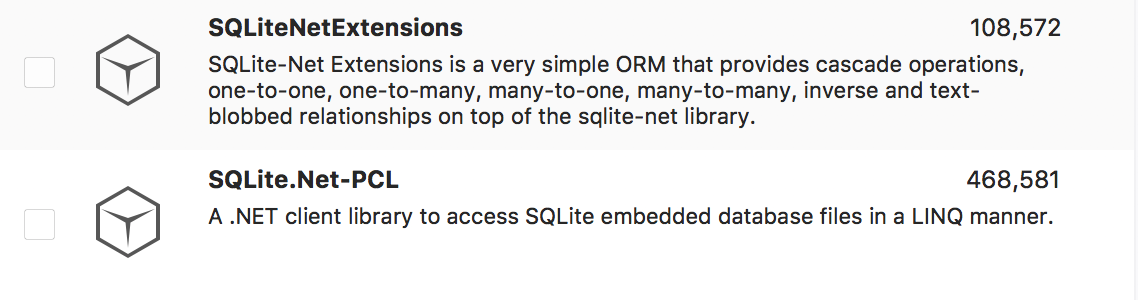 SQLiteNetExtensions 108,572
SQLite-Net Extensions is a very simple ORM that provides cascade operations,
one-to-one, one-to-many, many-to-one, many-to-many, inverse and text-
blobbed relationships on top of the sqlite-net library.
SQLite.Net-PCL 468,581
A .NET client library to access SQLite embedded database files in a LINQ manner.